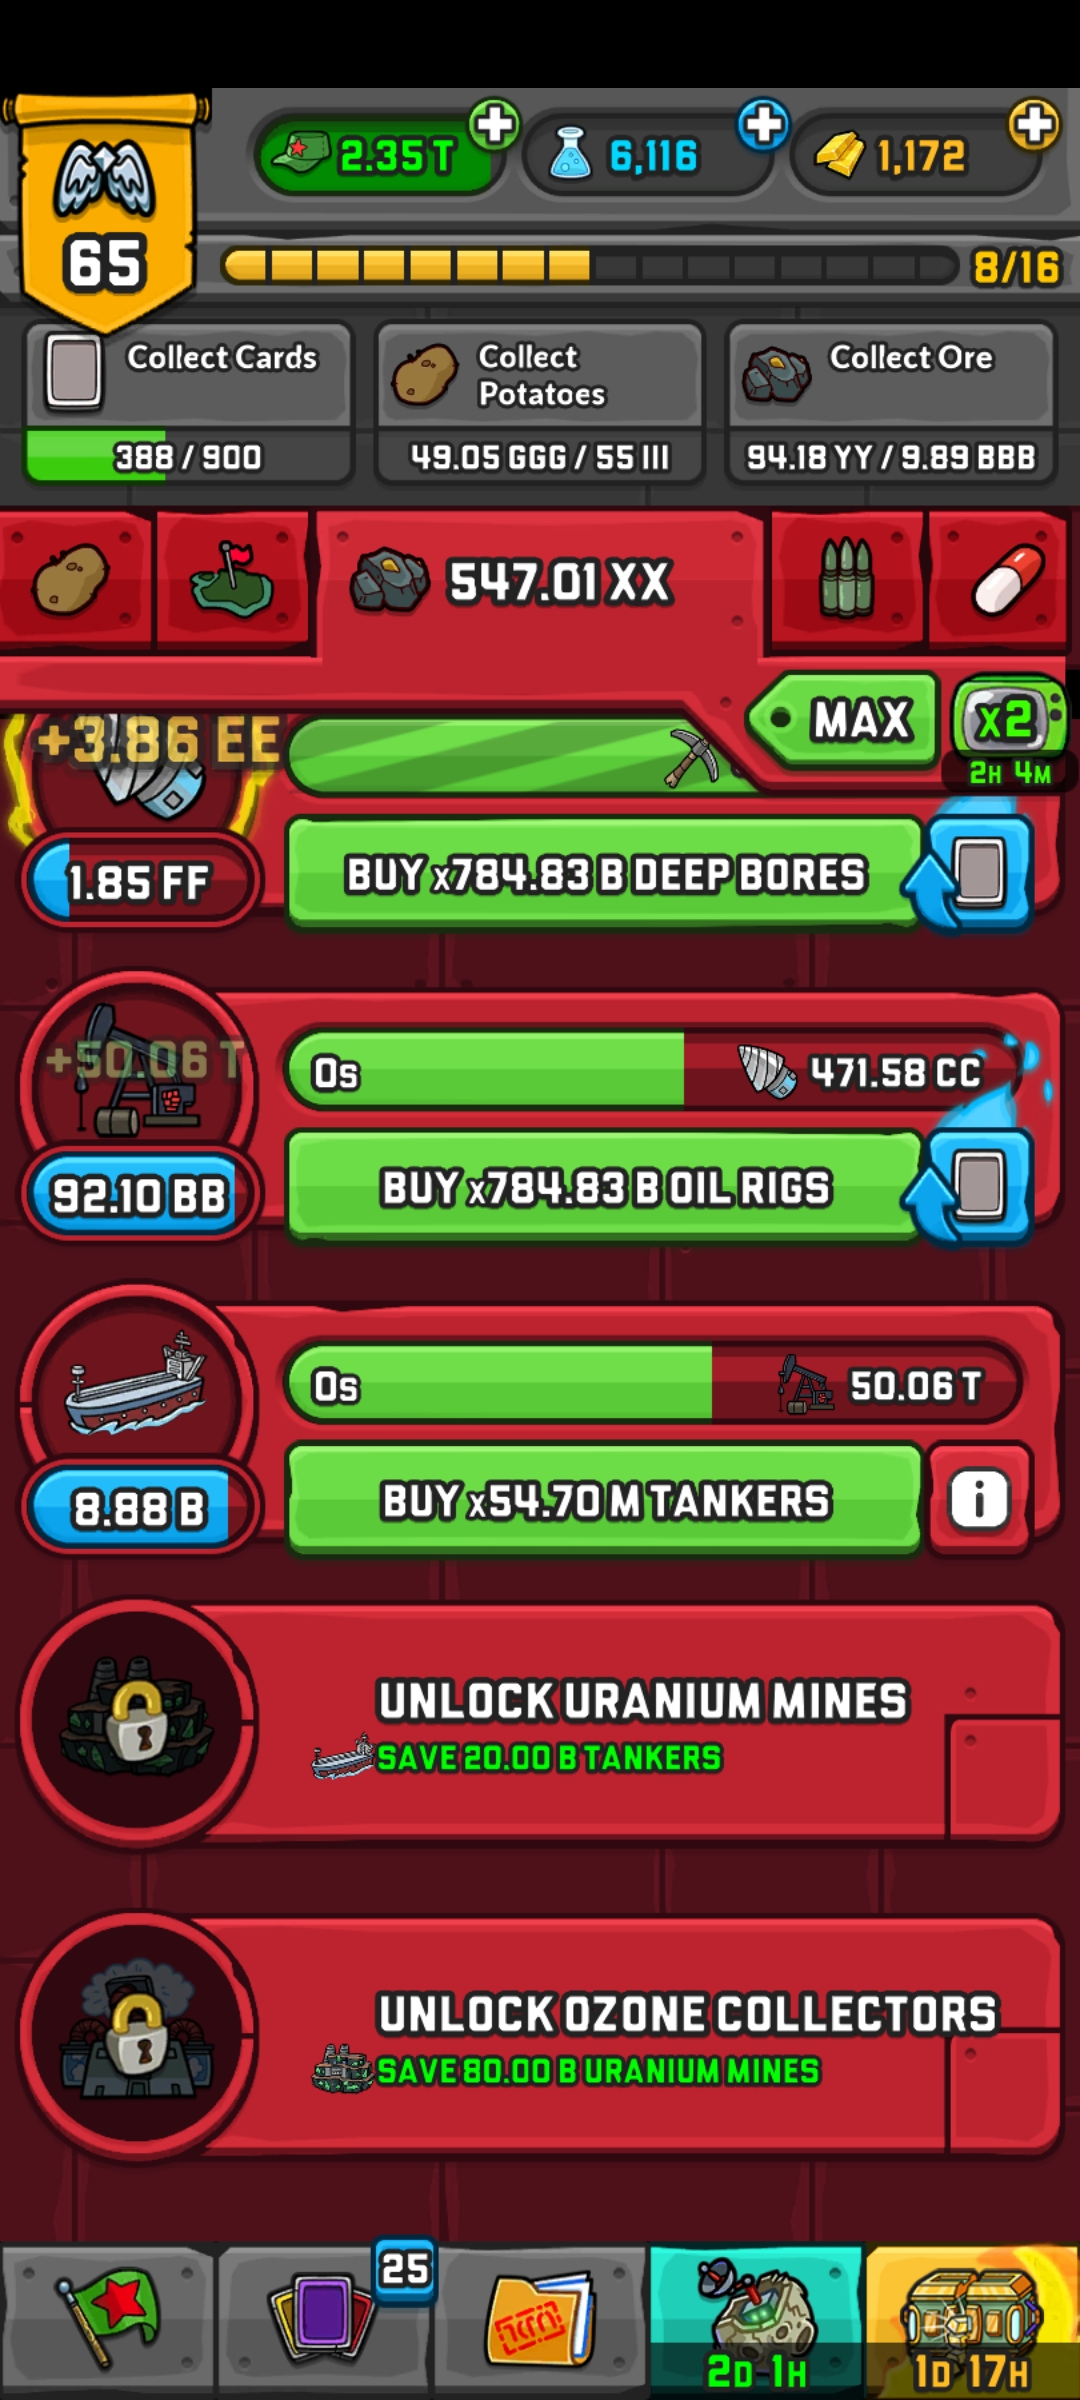 65
2.35 T
6,116
1,172
8/16
Collect Cards
388 / 900
Collect
Potatoes
49.05 GGG / 55 III
Collect Ore
94.18 YY / 9.89 BBB
547.01 XX
MAX
x2
2H 4M
+3.86 EE
1.85 FF
BUY x784.83 B DEEP BORES
+50.06 T
0s
471.58 CC
92.10 BB
BUY x784.83 B OIL RIGS
0s
50.06 T
8.88 B
BUY x54.70 M TANKERS
i
UNLOCK URANIUM MINES
SAVE 20.00 B TANKERS
UNLOCK OZONE COLLECTORS
SAVE 80.00 B URANIUM MINES
25
2D 1H
1D 17H